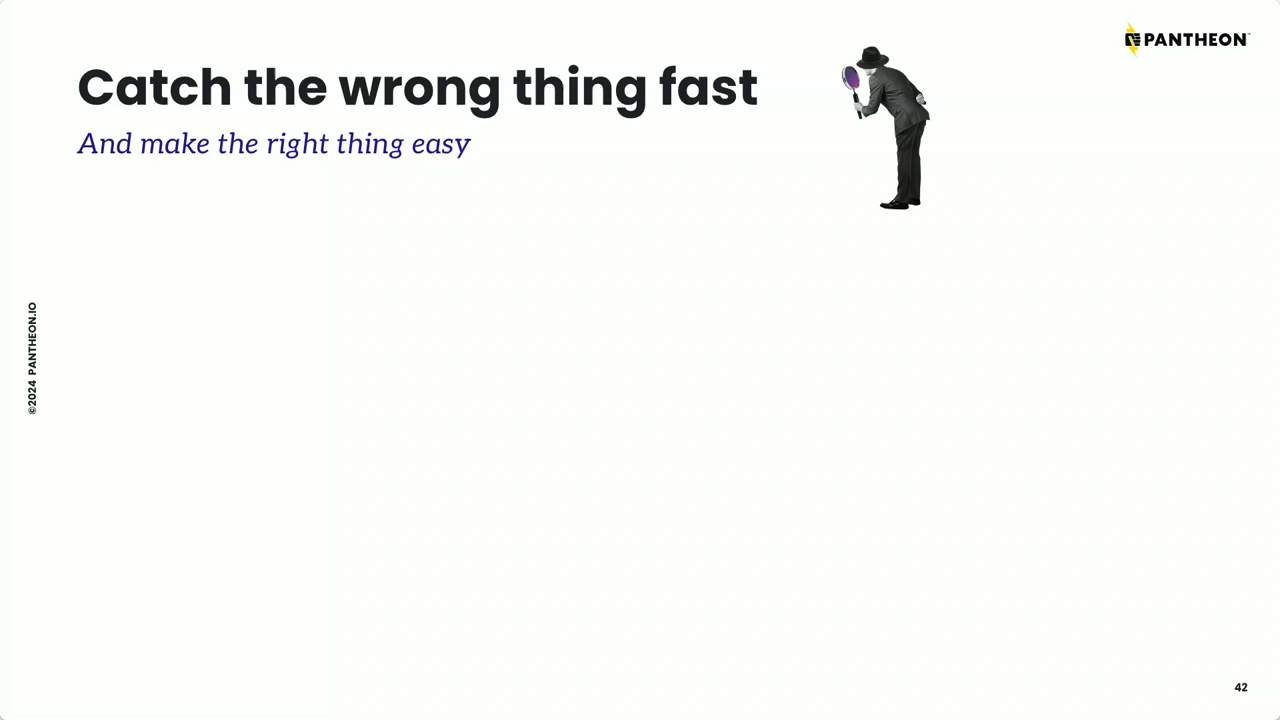 PANTHEON
Catch the wrong thing fast
And make the right thing easy
©2024 PANTHEON.IO
42